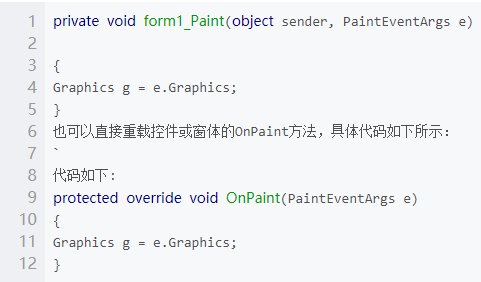 1 private void form1_Paint(object sender, PaintEventArgs e)
2
3 {
4 Graphics g = e.Graphics;
5 }
6 也可以直接重载控件或窗体的OnPaint方法，具体代码如下所示：
7 `
8 代码如下:
9 protected override void OnPaint(PaintEventArgs e)
10 {
11 Graphics g = e.Graphics;
12 }